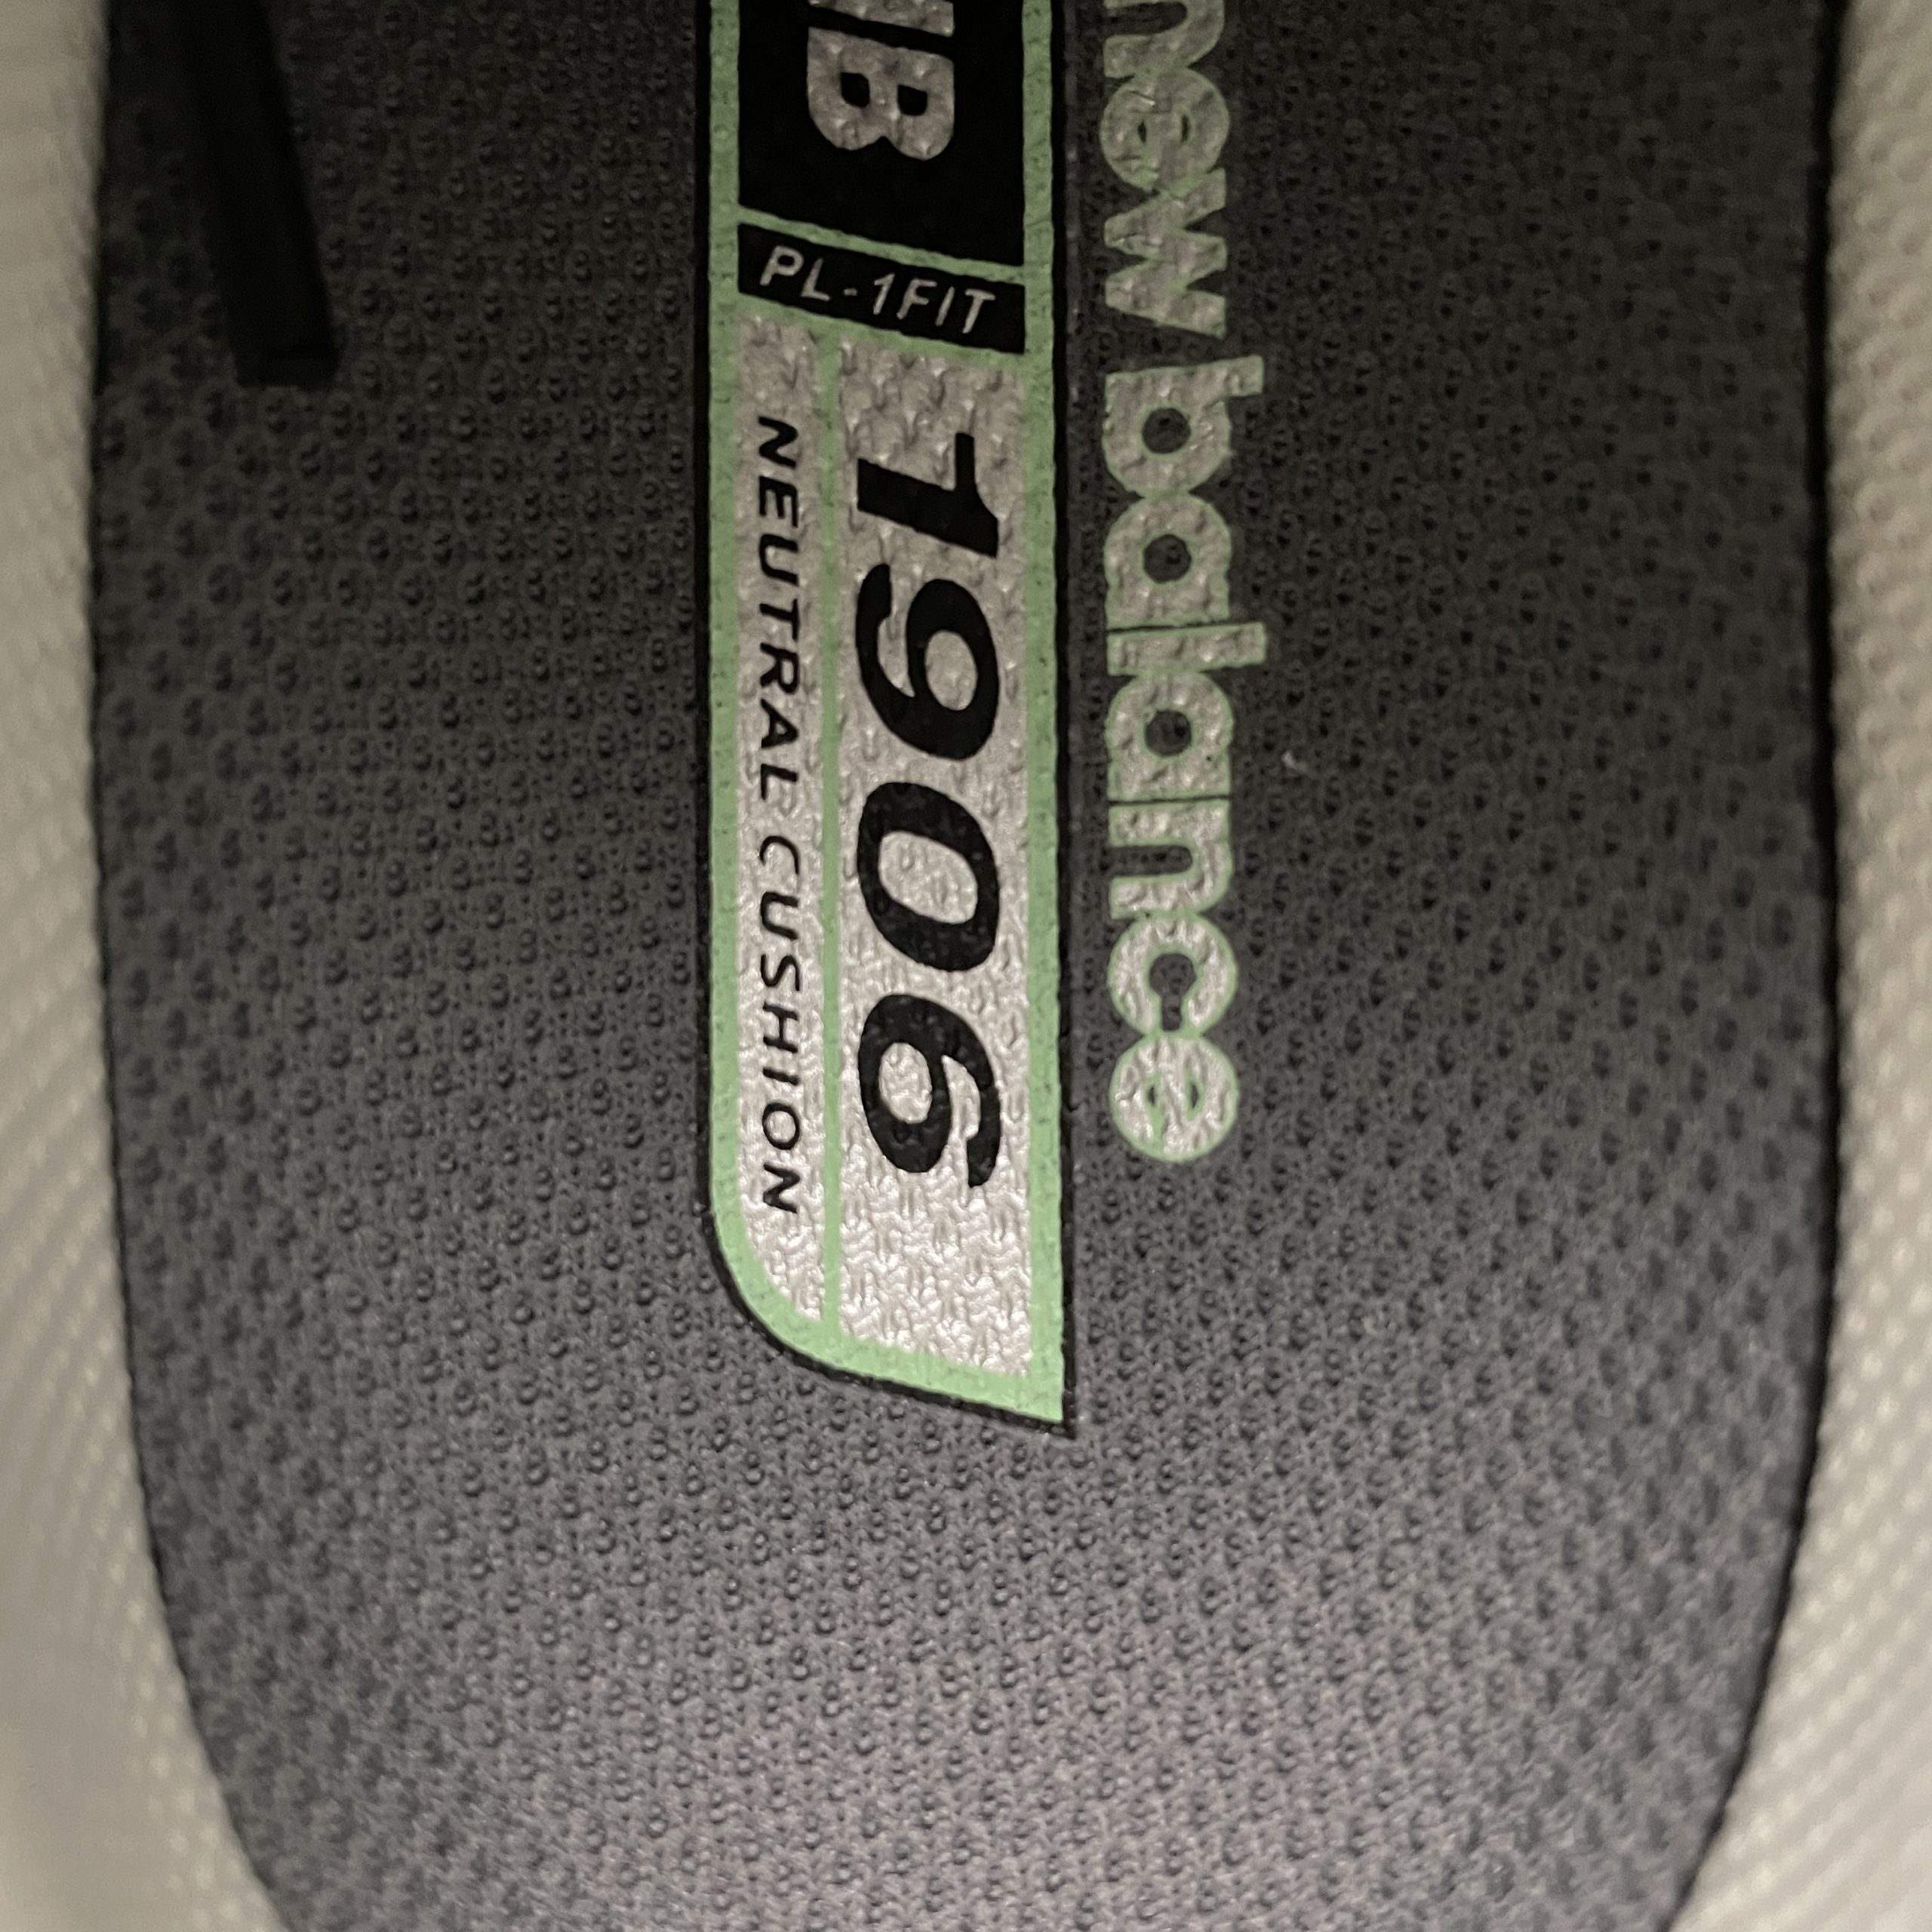 new balance
NB
PL-1FIT
1906
NEUTRAL CUSHION